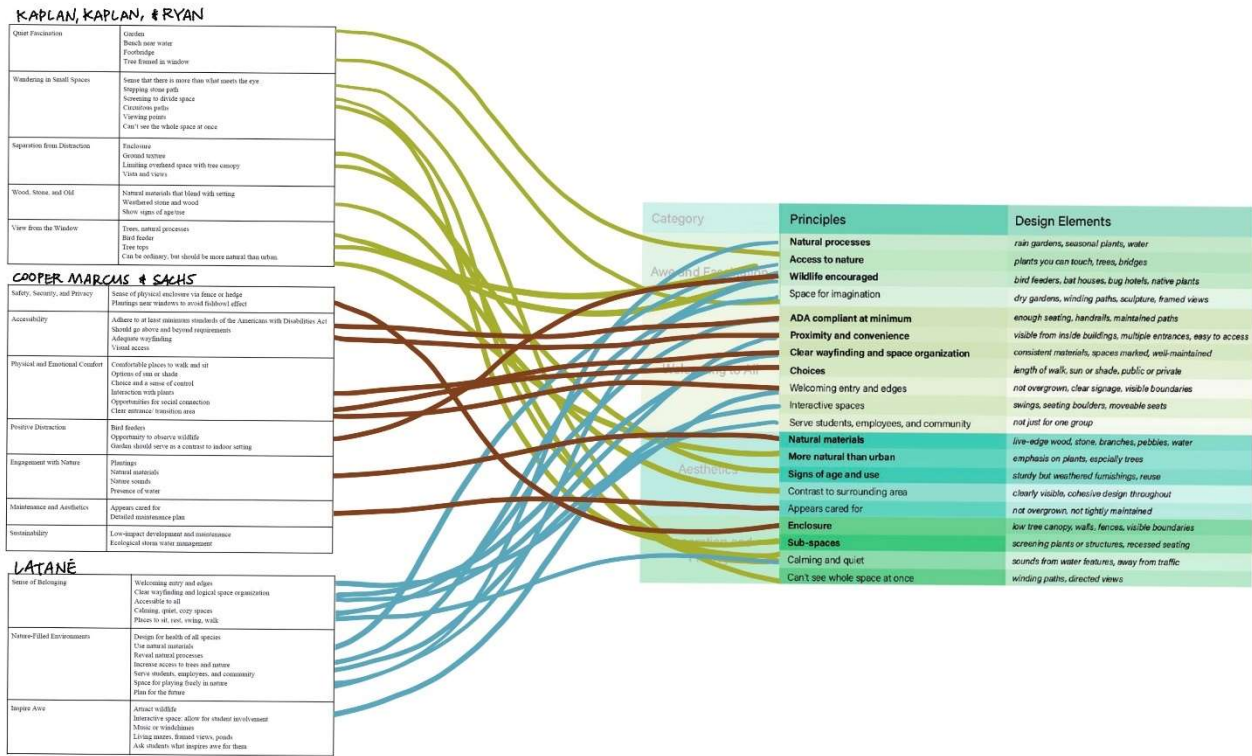 KAPLAN, KAPLAN, & RYAN
Quiet Fascination
Garden
Bench near water
Footbridge
Tree framed in window
Wandering in Small Spaces
Sense that there is more than what meets the eye
Stepping stone path
Screening to divide space
Circuitous paths
Viewing points
Can't see the whole space at once
Separation from Distraction
Enclosure
Ground texture
Limiting overhead space with tree canopy
Vista and views
Wood, Stone, and Old
Natural materials that blend with setting
Weathered stone and wood
Show signs of age/use
View from the Window
Trees, natural processes
Bird feeder
Tree tops
Can be ordinary, but should be more natural than urban.
COOPER MARCUS & SACHS
Safety, Security, and Privacy
Sense of physical enclosure via fence or hedge
Plantings near windows to avoid fishbowl effect
Accessibility
Adhere to at least minimum standards of the Americans with Disabilities Act
Should go above and beyond requirements
Adequate wayfinding
Visual access
Physical and Emotional Comfort
Comfortable places to walk and sit
Options of sun or shade
Choice and a sense of control
Interaction with plants
Opportunities for social connection
Clear entrance/ transition area
Positive Distraction
Bird feeders
Opportunity to observe wildlife
Garden should serve as a contrast to indoor setting
Engagement with Nature
Plantings
Natural materials
Nature sounds
Presence of water
Maintenance and Aesthetics
Appears cared for
Detailed maintenance plan
Sustainability
Low-impact development and maintenance
Ecological storm water management
LATANÉ
Sense of Belonging
Welcoming entry and edges
Clear wayfinding and logical space organization
Accessible to all
Calming, quiet, cozy spaces
Places to sit, rest, swing, walk
Nature-Filled Environments
Design for health of all species
Use natural materials
Reveal natural processes
Increase access to trees and nature
Serve students, employees, and community
Space for playing freely in nature
Plan for the future
Inspire Awe
Attract wildlife
Interactive space: allow for student involvement
Music or windchimes
Living mazes, framed views, ponds
Ask students what inspires awe for them
Category
Principles
Design Elements
Awe and Fascination
Natural processes
rain gardens, seasonal plants, water
Access to nature
plants you can touch, trees, bridges
Wildlife encouraged
bird feeders, bat houses, bug hotels, native plants
Space for imagination
dry gardens, winding paths, sculpture, framed views
Welcoming to All
ADA compliant at minimum
enough seating, handrails, maintained paths
Proximity and convenience
visible from inside buildings, multiple entrances, easy to access
Clear wayfinding and space organization
consistent materials, spaces marked, well-maintained
Choices
length of walk, sun or shade, public or private
Welcoming entry and edges
not overgrown, clear signage, visible boundaries
Interactive spaces
swings, seating boulders, moveable seats
Serve students, employees, and community
not just for one group
Aesthetics
Natural materials
live-edge wood, stone, branches, pebbles, water
More natural than urban
emphasis on plants, espcially trees
Signs of age and use
sturdy but weathered furnishings, reuse
Contrast to surrounding area
clearly visible, cohesive design throughout
Appears cared for
not overgrown, not tightly maintained
and
Enclosure
low tree canopy, walls, fences, visible boundaries
Sub-spaces
screening plants or structures, recessed seating
Calming and quiet
sounds from water features, away from traffic
Can't see whole space at once
winding paths, directed views